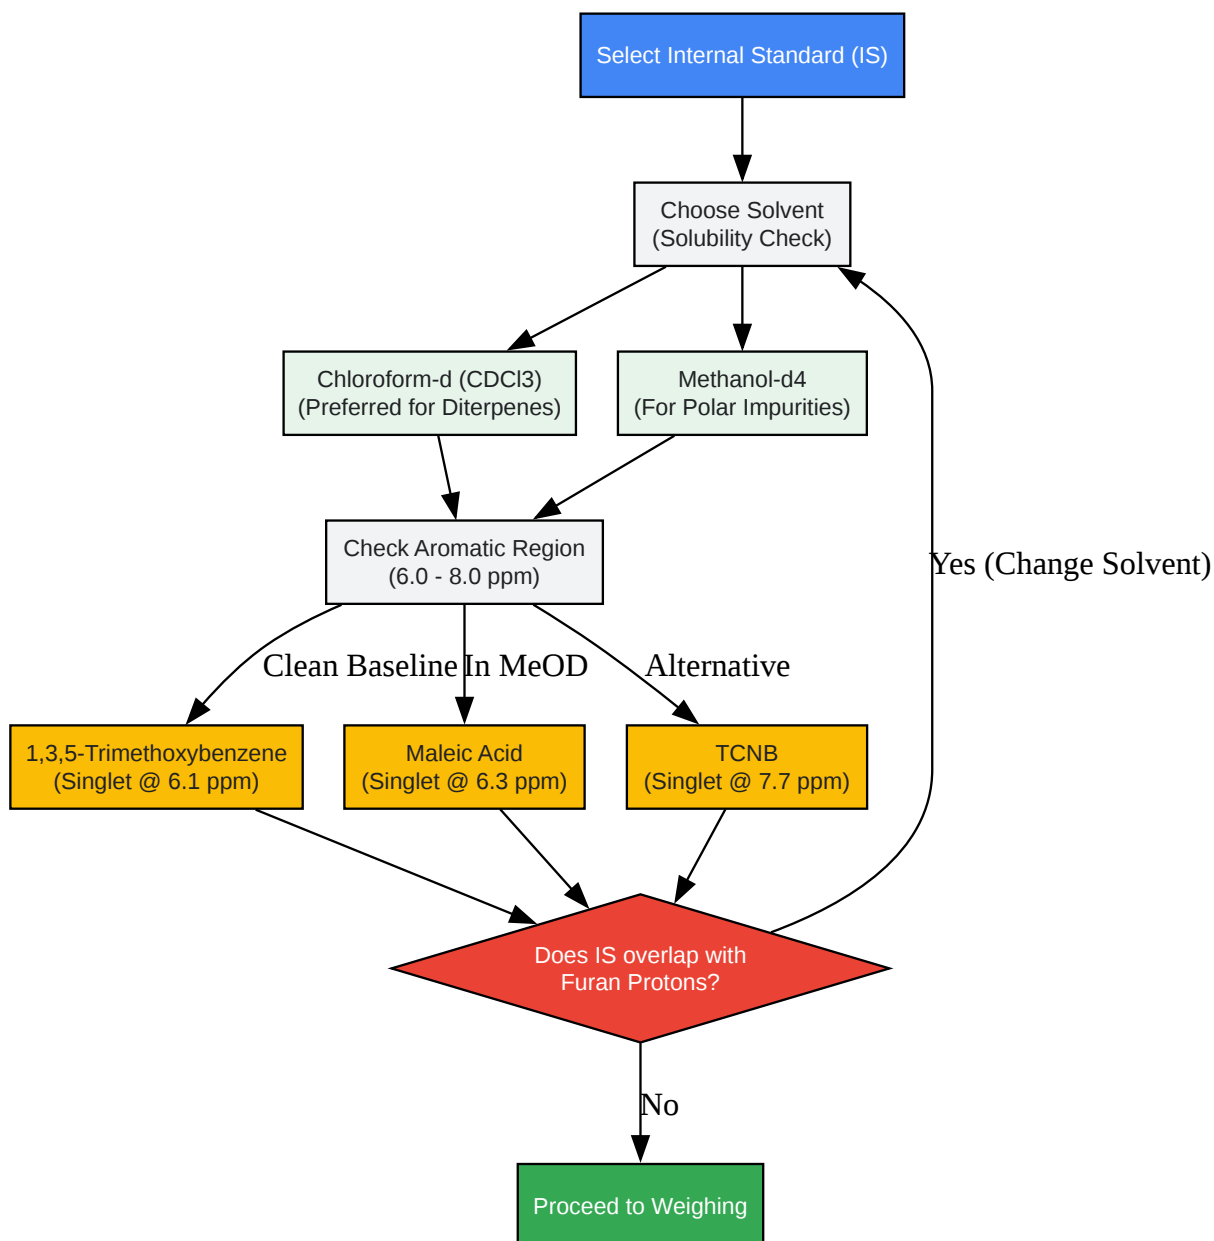 Select Internal Standard (IS)
Choose Solvent
(Solubility Check)
Chloroform-d (CDCl3)
(Preferred for Diterpenes)
Methanol-d4
(For Polar Impurities)
Check Aromatic Region
(6.0 - 8.0 ppm)
Yes (Change Solvent)
Clean Baseline
In MeOD
Alternative
1,3,5-Trimethoxybenzene
(Singlet @ 6.1 ppm)
Maleic Acid
(Singlet @ 6.3 ppm)
TCNB
(Singlet @ 7.7 ppm)
Does IS overlap with
Furan Protons?
No
Proceed to Weighing